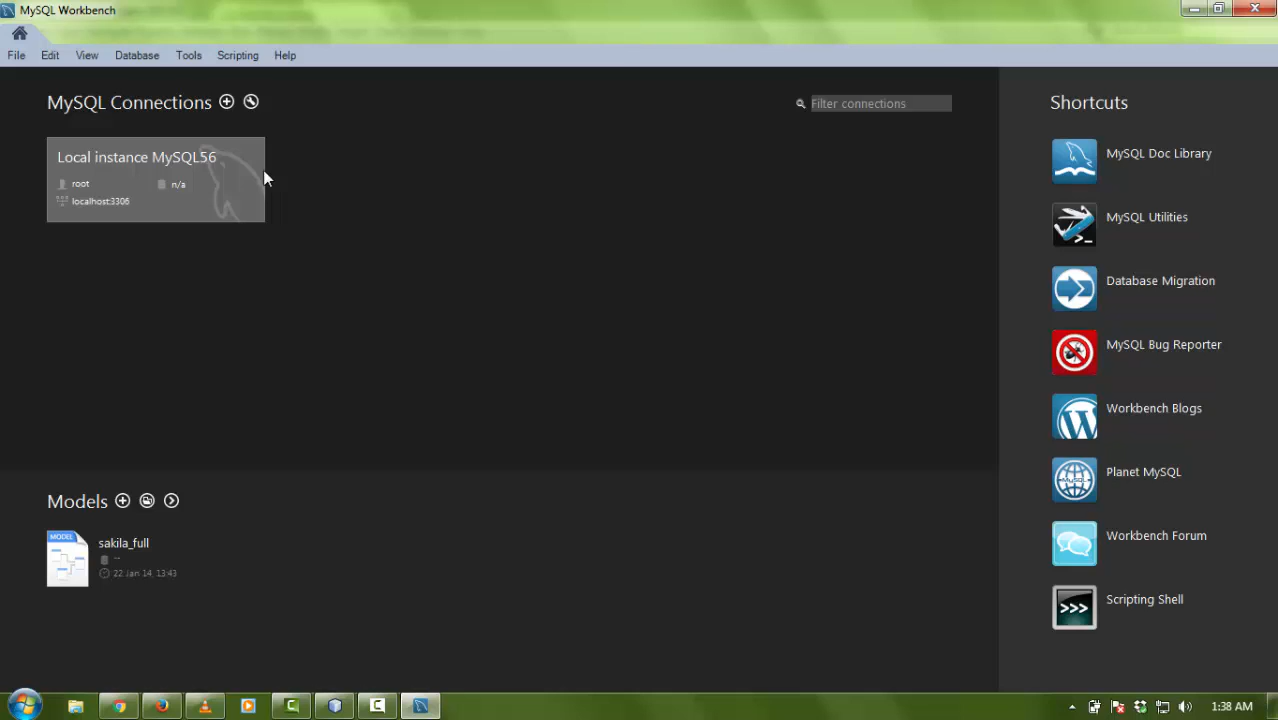 MySQL Workbench
File Edit View Database Tools Scripting Help
MySQL Connections
Filter connections
Local instance MySQL56
root
n/a
localhost:3306
Shortcuts
MySQL Doc Library
MySQL Utilities
Database Migration
MySQL Bug Reporter
Workbench Blogs
Planet MySQL
Workbench Forum
Scripting Shell
Models
MODEL
sakila_full
--
22 Jan 14, 13:43
1:38 AM